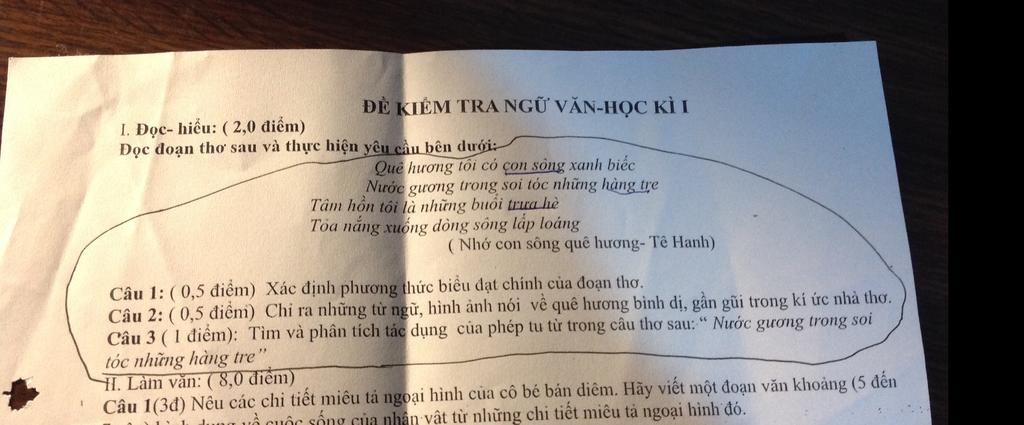 ĐỀ KIỂM TRA NGỮ VĂN-HỌC KÌ I
I. Đọc- hiểu: ( 2,0 điểm)
Đọc đoạn thơ sau và thực hiện yêu cầu bên dưới:
Quê hương tôi có con sông xanh biếc
Nước gương trong soi tóc những hàng tre
Tâm hồn tôi là những buổi trưa hè
Tỏa nắng xuống dòng sông lấp loáng
( Nhớ con sông quê hương- Tế Hanh)
Câu 1: ( 0,5 điểm) Xác định phương thức biểu đạt chính của đoạn thơ.
Câu 2: ( 0,5 điểm) Chỉ ra những từ ngữ, hình ảnh nói về quê hương bình dị, gần gũi trong kí ức nhà thơ.
Câu 3 ( 1 điểm): Tìm và phân tích tác dụng của phép tu từ trong câu thơ sau: “ Nước gương trong soi
tóc những hàng tre”
II. Làm văn: ( 8,0 điểm)
Câu 1(3đ) Nêu các chi tiết miêu tả ngoại hình của cô bé bán diêm. Hãy viết một đoạn văn khoảng (5 đến
về cuộc sống của nhân vật từ những chi tiết miêu tả ngoại hình đó.